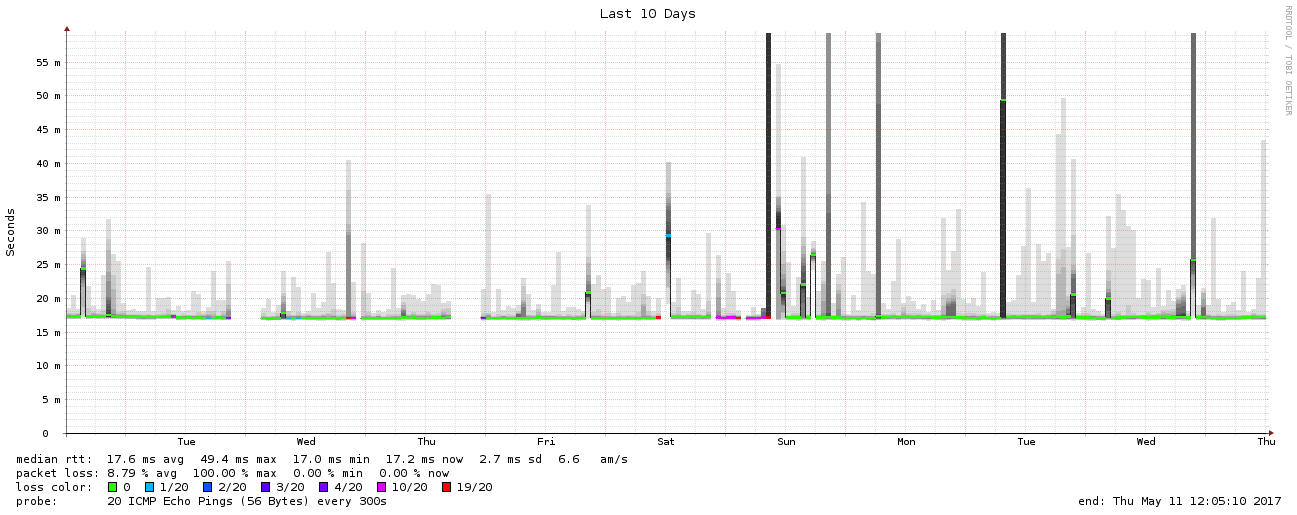 Last 10 Days
RRDTOOL / TOBI OETIKER
Seconds
55 m
50 m
45 m
40 m
35 m
30 m
25 m
20 m
15 m
10 m
5 m
0
Tue Wed Thu Fri Sat Sun Mon Tue Wed Thu
median rtt: 17.6 ms avg 49.4 ms max 17.0 ms min 17.2 ms now 2.7 ms sd 6.6 am/s
packet loss: 8.79 % avg 100.00 % max 0.00 % min 0.00 % now
loss color: 0 1/20 2/20 3/20 4/20 10/20 19/20
probe: 20 ICMP Echo Pings (56 Bytes) every 300s end: Thu May 11 12:05:10 2017